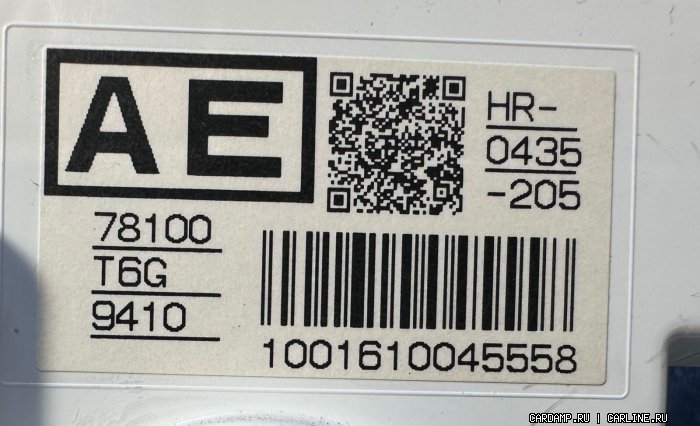 AE
HR-
0435
-205
78100
T6G
9410
1001610045558
CARDAMP.RU | CARLINE.RU